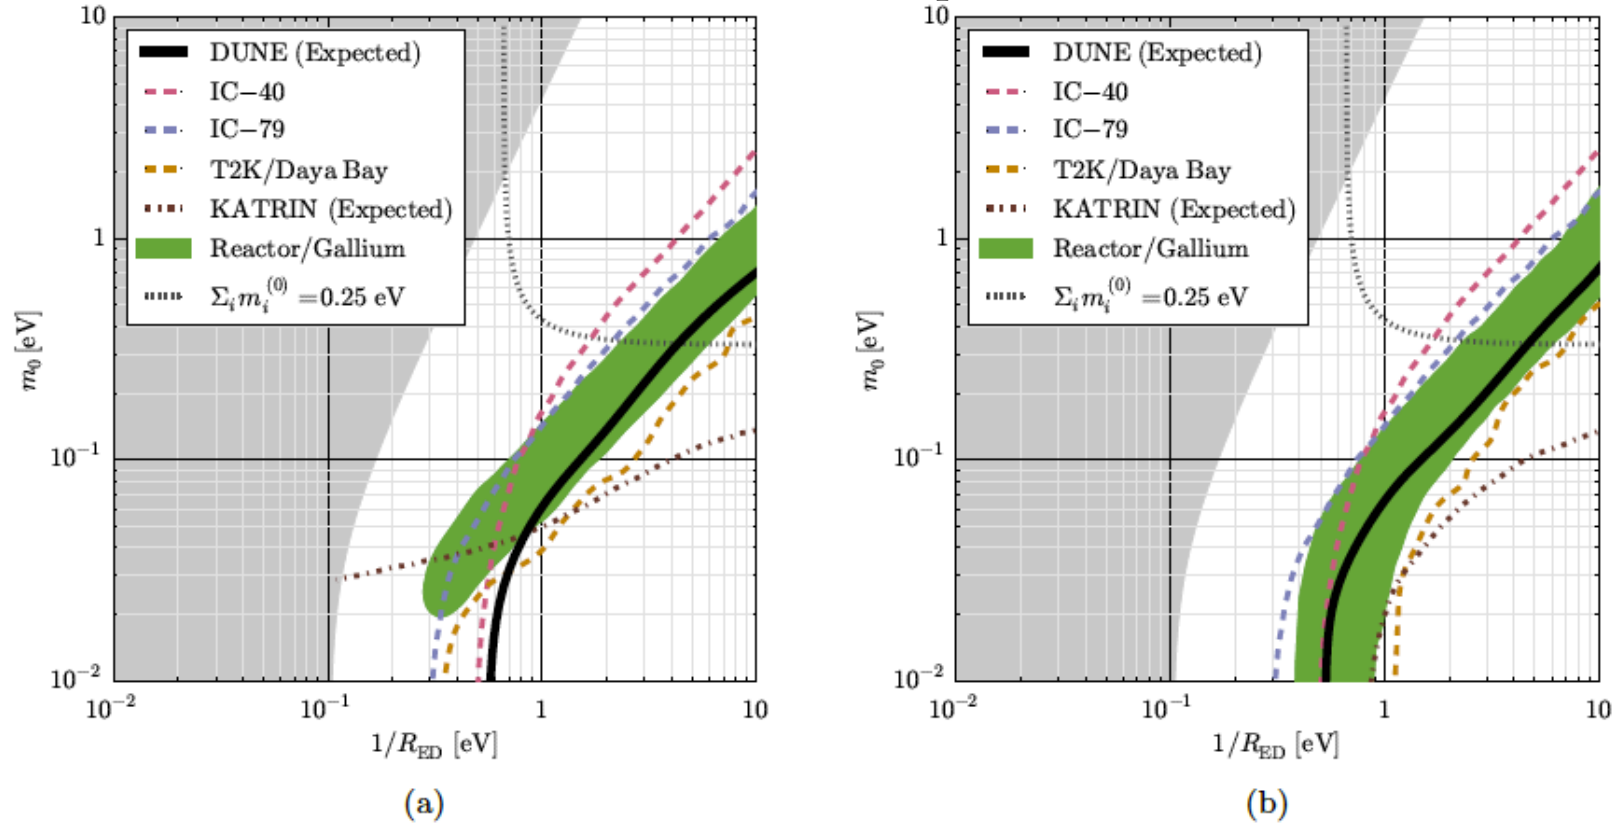 10
DUNE (Expected)
IC−40
IC−79
T2K/Daya Bay
KATRIN (Expected)
Reactor/Gallium
Σ_i m_i^(0) =0.25 eV
1
10^−1
10^−2
m_0 [eV]
10^−2 10^−1 1 10
1/R_ED [eV]
(a)
10
DUNE (Expected)
IC−40
IC−79
T2K/Daya Bay
KATRIN (Expected)
Reactor/Gallium
Σ_i m_i^(0) =0.25 eV
1
10^−1
10^−2
m_0 [eV]
10^−2 10^−1 1 10
1/R_ED [eV]
(b)